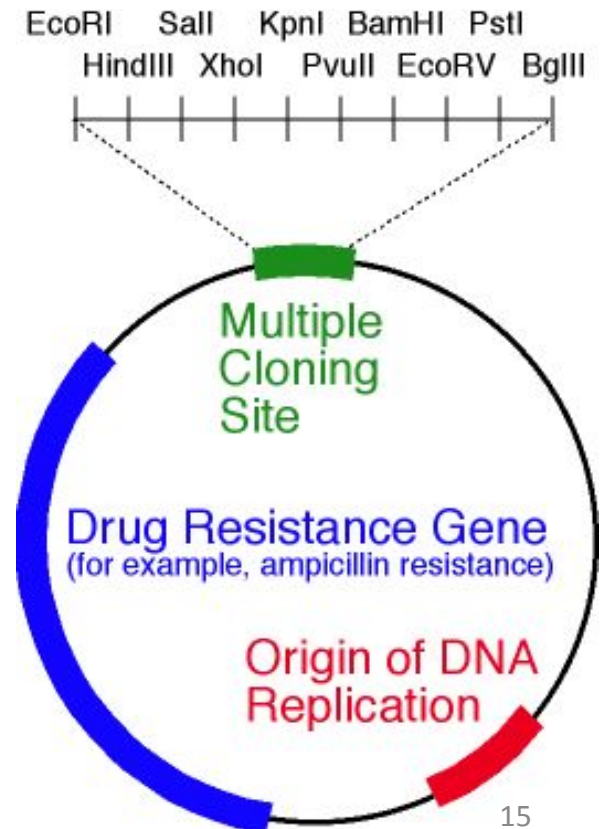 EcoRI SalI KpnI BamHI PstI
HindIII XhoI PvuII EcoRV BglII
Multiple
Cloning
Site
Drug Resistance Gene
(for example, ampicillin resistance)
Origin of DNA
Replication
15